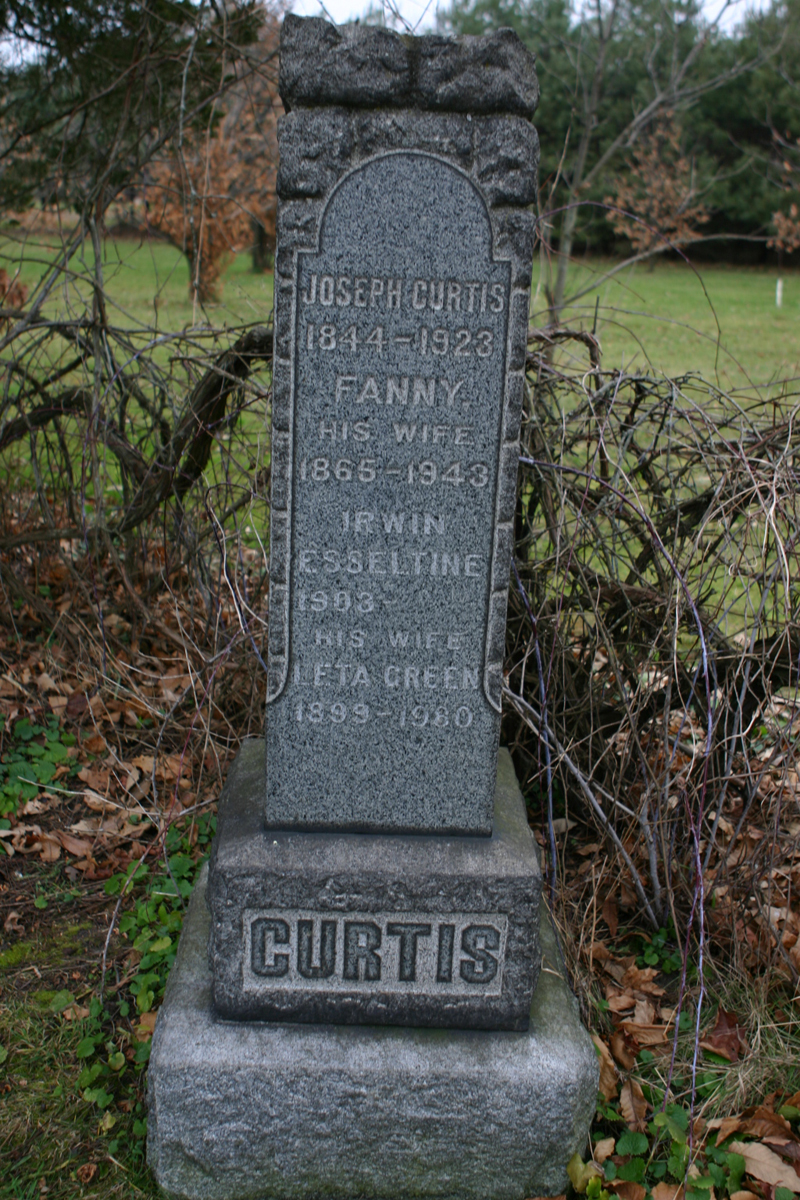 JOSEPH CURTIS
1844-1923
FANNY.
HIS WIFE
1865-1943
IRWIN
ESSELTINE
1903-
HIS WIFE
LETA GREEN
1899-1980
CURTIS